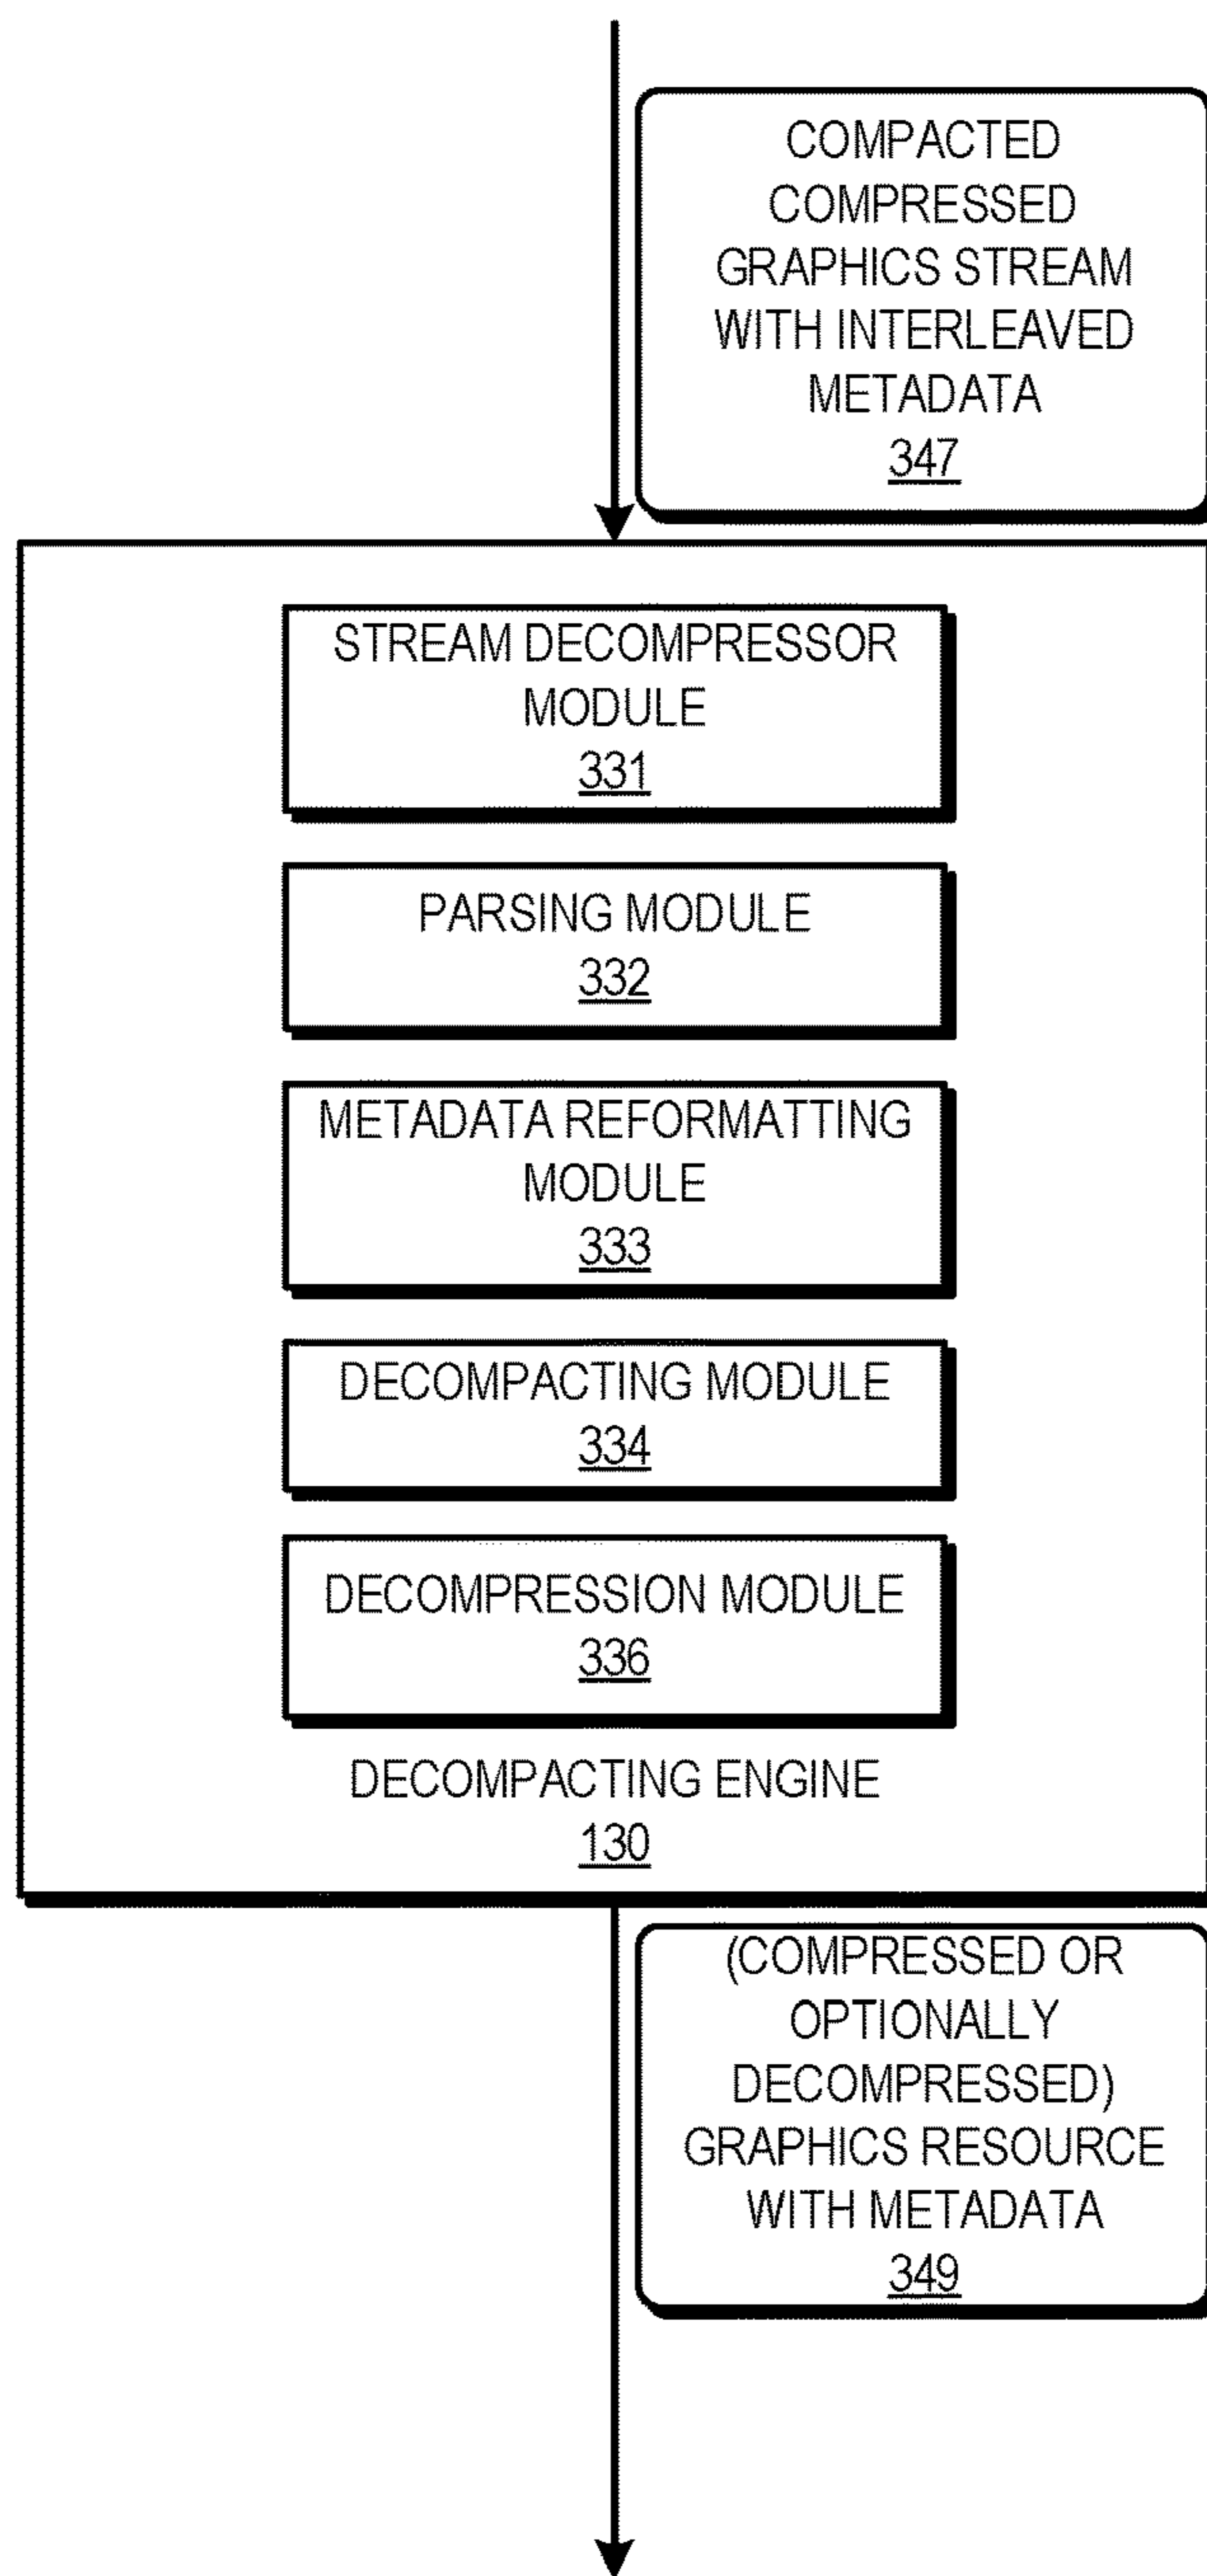 COMPACTED
COMPRESSED
GRAPHICS STREAM
WITH INTERLEAVED
METADATA
347
STREAM DECOMPRESSOR
MODULE
331
PARSING MODULE
332
METADATA REFORMATTING
MODULE
333
DECOMPACTING MODULE
334
DECOMPRESSION MODULE
336
DECOMPACTING ENGINE
130
(COMPRESSED OR
OPTIONALLY
DECOMPRESSED)
GRAPHICS RESOURCE
WITH METADATA
349